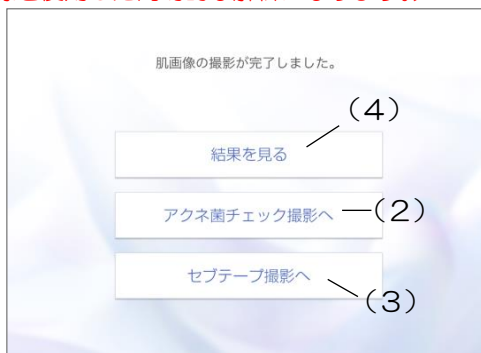 肌画像の撮影が完了しました。
(4)
結果を見る
アクネ菌チェック撮影へ (2)
セブテープ撮影へ
(3)